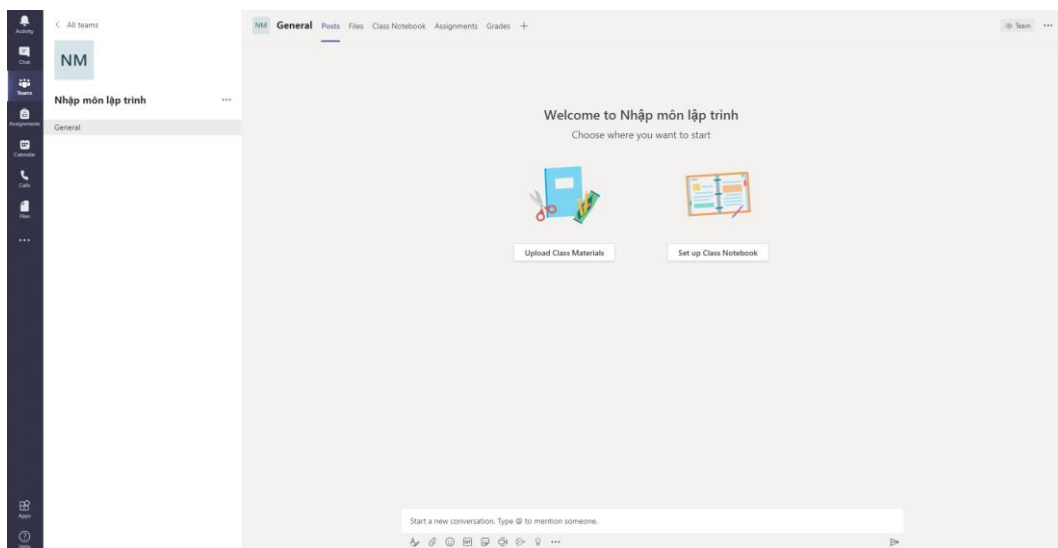 Activity
Chat
Teams
Assignments
Calendar
Calls
Files
Apps
Help
All teams
NM
Nhập môn lập trình
General
NM General Posts Files Class Notebook Assignments Grades
Team
Welcome to Nhập môn lập trình
Choose where you want to start
Upload Class Materials
Set up Class Notebook
Start a new conversation. Type @ to mention someone.